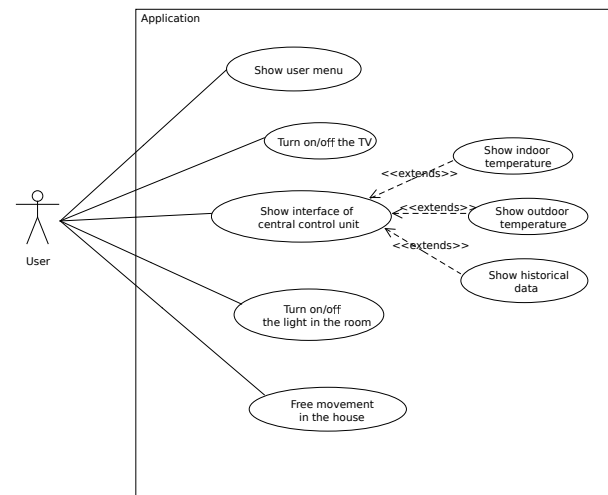 Application
Show user menu
Turn on/off the TV
Show indoor
temperature
<<extends>>
Show interface of
central control unit
<<extends>>
Show outdoor
temperature
<<extends>>
Show historical
data
User
Turn on/off
the light in the room
Free movement
in the house